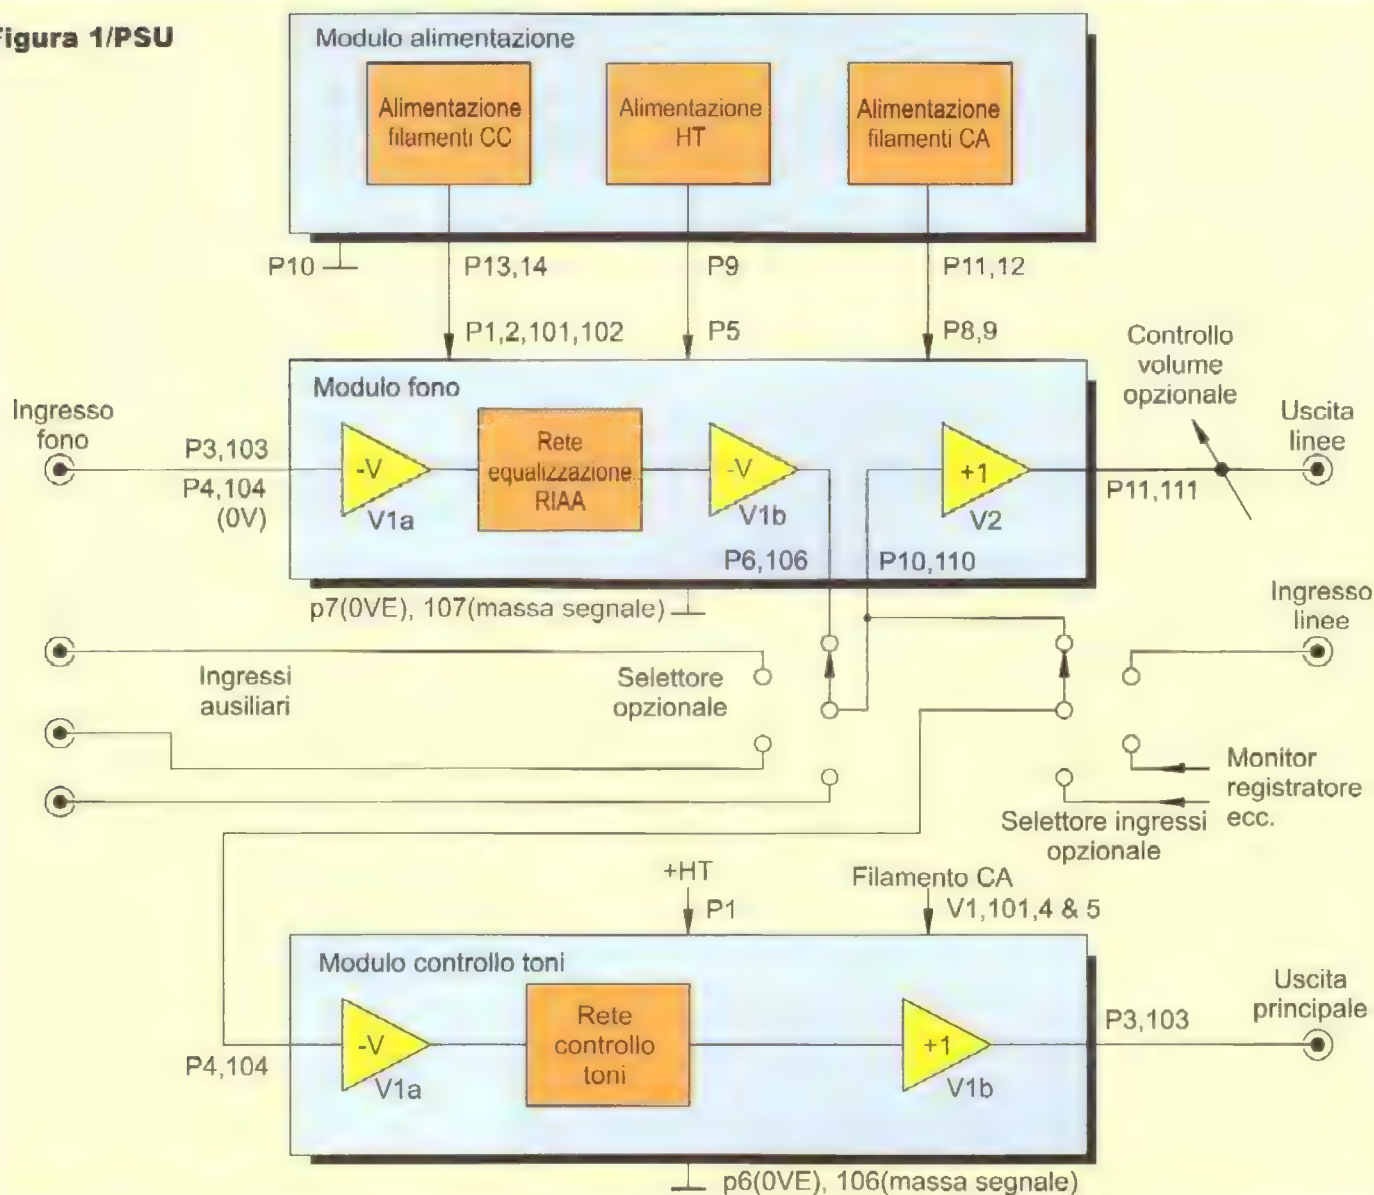 Figura 1/PSU
Modulo alimentazione
Alimentazione
filamenti CC
Alimentazione
HT
Alimentazione
filamenti CA
P10
P13,14
P9
P11,12
P1,2,101,102
P5
P8,9
Controllo
volume
opzionale
Uscita
linee
Ingresso
fono
P3,103
P4,104
(0V)
Modulo fono
-V
V1a
Rete
equalizzazione
RIAA
-V
V1b
+1
V2
P11,111
P6,106
P10,110
p7(0VE), 107(massa segnale)
Ingresso
linee
Ingressi
ausiliari
Selettore
opzionale
Monitor
registratore
ecc.
Selettore ingressi
opzionale
+HT
P1
Filamento CA
V1,101,4 & 5
Modulo controllo toni
P4,104
-V
V1a
Rete
controllo
toni
+1
V1b
P3,103
Uscita
principale
p6(0VE), 106(massa segnale)